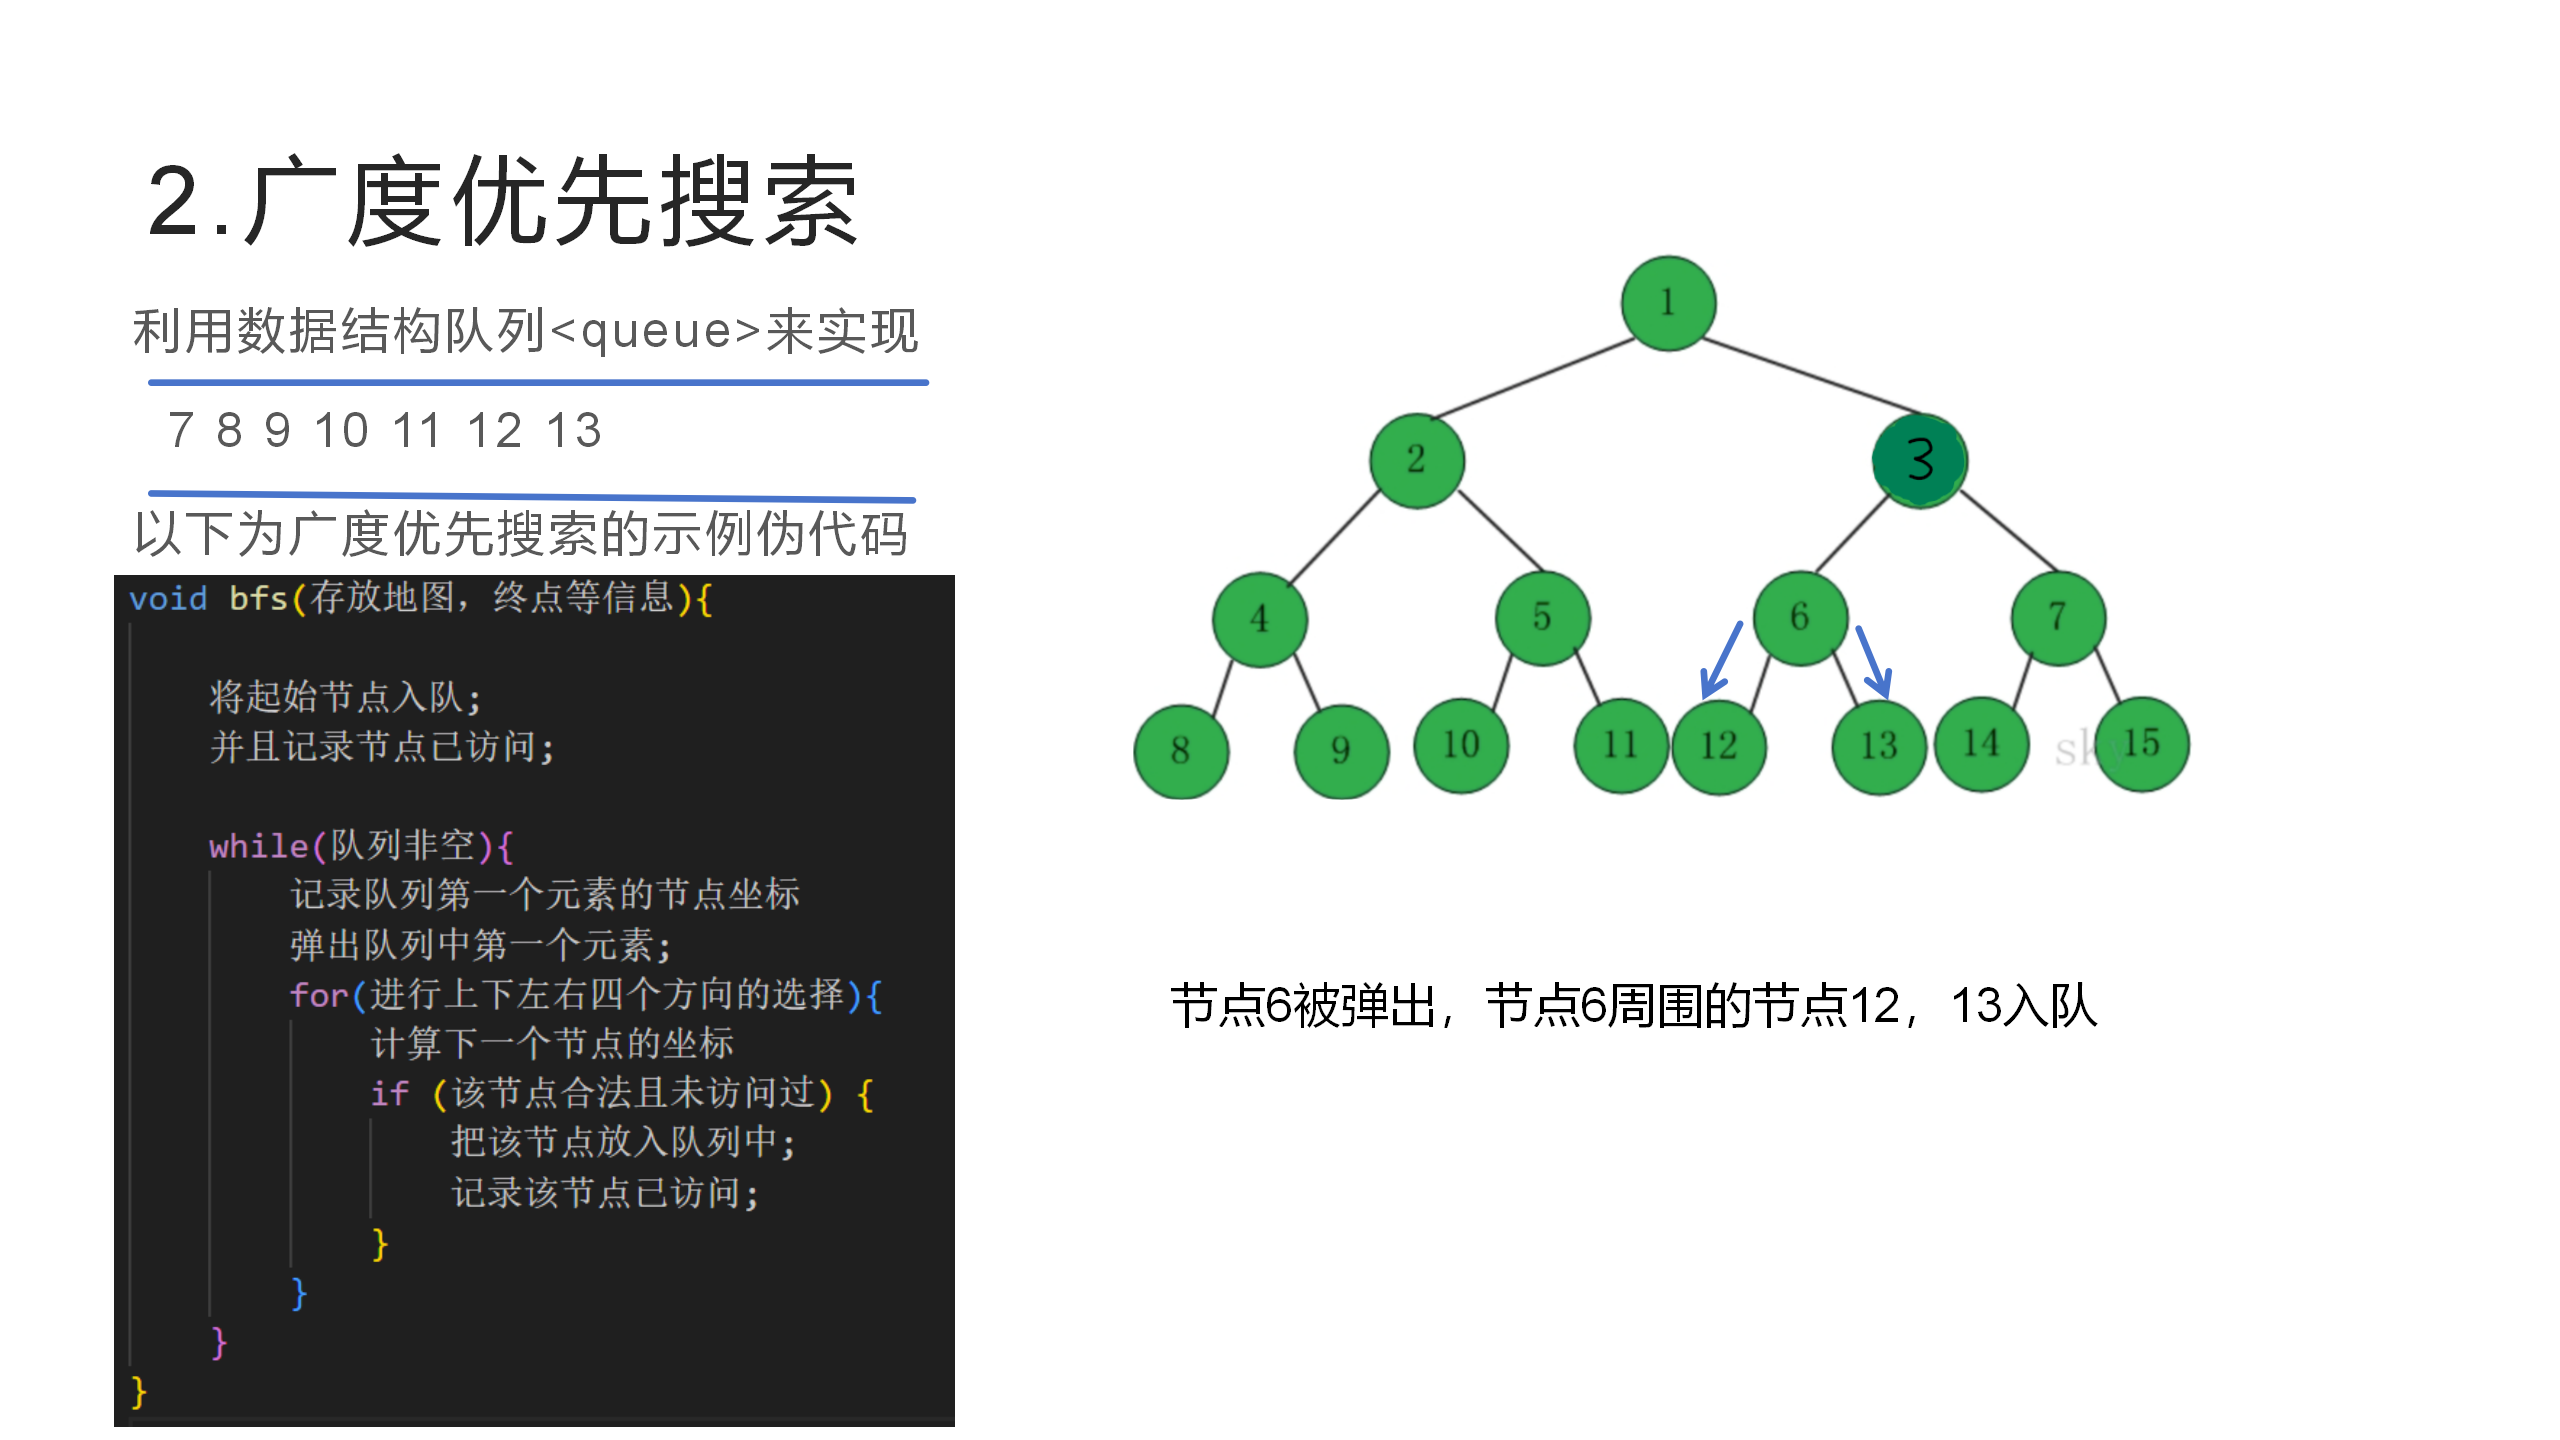 2.广度优先搜索
利用数据结构队列<queue>来实现
7 8 9 10 11 12 13
以下为广度优先搜索的示例伪代码
void bfs(存放地图，终点等信息){
将起始节点入队;
并且记录节点已访问;
while(队列非空){
记录队列第一个元素的节点坐标
弹出队列中第一个元素;
for(进行上下左右四个方向的选择){
计算下一个节点的坐标
if (该节点合法且未访问过) {
把该节点放入队列中;
记录该节点已访问;
}
}
}
}
1
2 3
4 5 6 7
8 9 10 11 12 13 14 sky 15
节点6被弹出，节点6周围的节点12，13入队